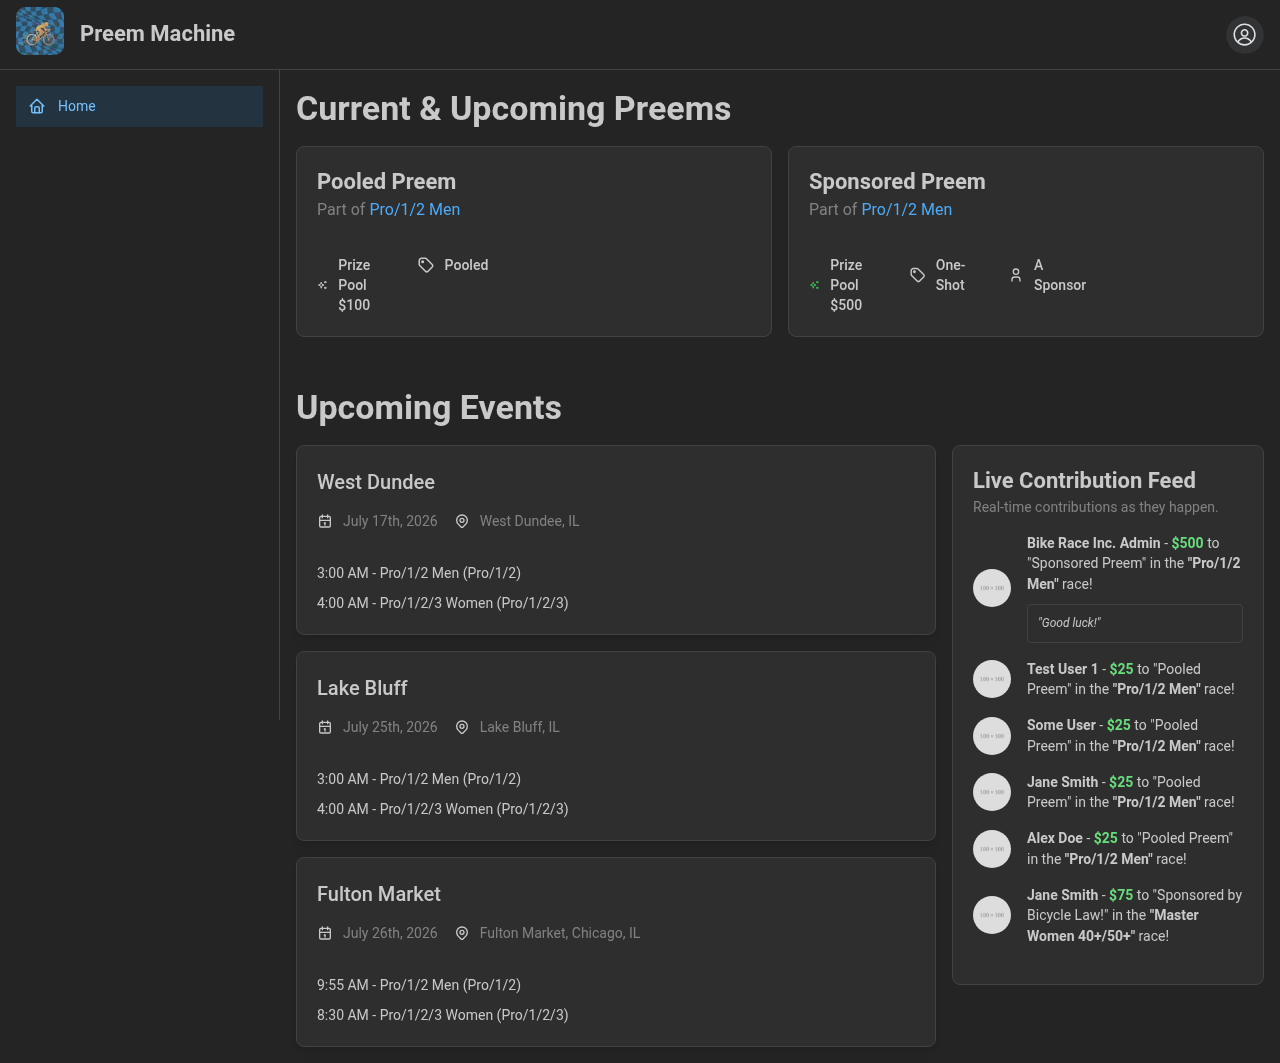 Preem Machine
Home
Current & Upcoming Preems
Pooled Preem
Part of Pro/1/2 Men
Prize
Pool
$100
Pooled
Sponsored Preem
Part of Pro/1/2 Men
Prize
Pool
$500
One-
Shot
A
Sponsor
Upcoming Events
West Dundee
July 17th, 2026
West Dundee, IL
3:00 AM - Pro/1/2 Men (Pro/1/2)
4:00 AM - Pro/1/2/3 Women (Pro/1/2/3)
Lake Bluff
July 25th, 2026
Lake Bluff, IL
3:00 AM - Pro/1/2 Men (Pro/1/2)
4:00 AM - Pro/1/2/3 Women (Pro/1/2/3)
Fulton Market
July 26th, 2026
Fulton Market, Chicago, IL
9:55 AM - Pro/1/2 Men (Pro/1/2)
8:30 AM - Pro/1/2/3 Women (Pro/1/2/3)
Live Contribution Feed
Real-time contributions as they happen.
Bike Race Inc. Admin - $500 to
"Sponsored Preem" in the "Pro/1/2
Men" race!
100 × 100
"Good luck!"
Test User 1 - $25 to "Pooled
Preem" in the "Pro/1/2 Men" race!
100 × 100
Some User - $25 to "Pooled
Preem" in the "Pro/1/2 Men" race!
100 × 100
Jane Smith - $25 to "Pooled
Preem" in the "Pro/1/2 Men" race!
100 × 100
Alex Doe - $25 to "Pooled Preem"
in the "Pro/1/2 Men" race!
100 × 100
Jane Smith - $75 to "Sponsored by
Bicycle Law!" in the "Master
Women 40+/50+" race!
100 × 100